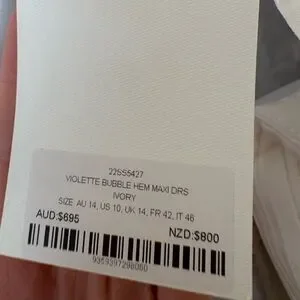 22SS5427
VIOLETTE BUBBLE HEM MAXI DRS
IVORY
SIZE AU 14, US 10, UK 14, FR 42, IT 46
AUD:$695 NZD:$800
9359397298060